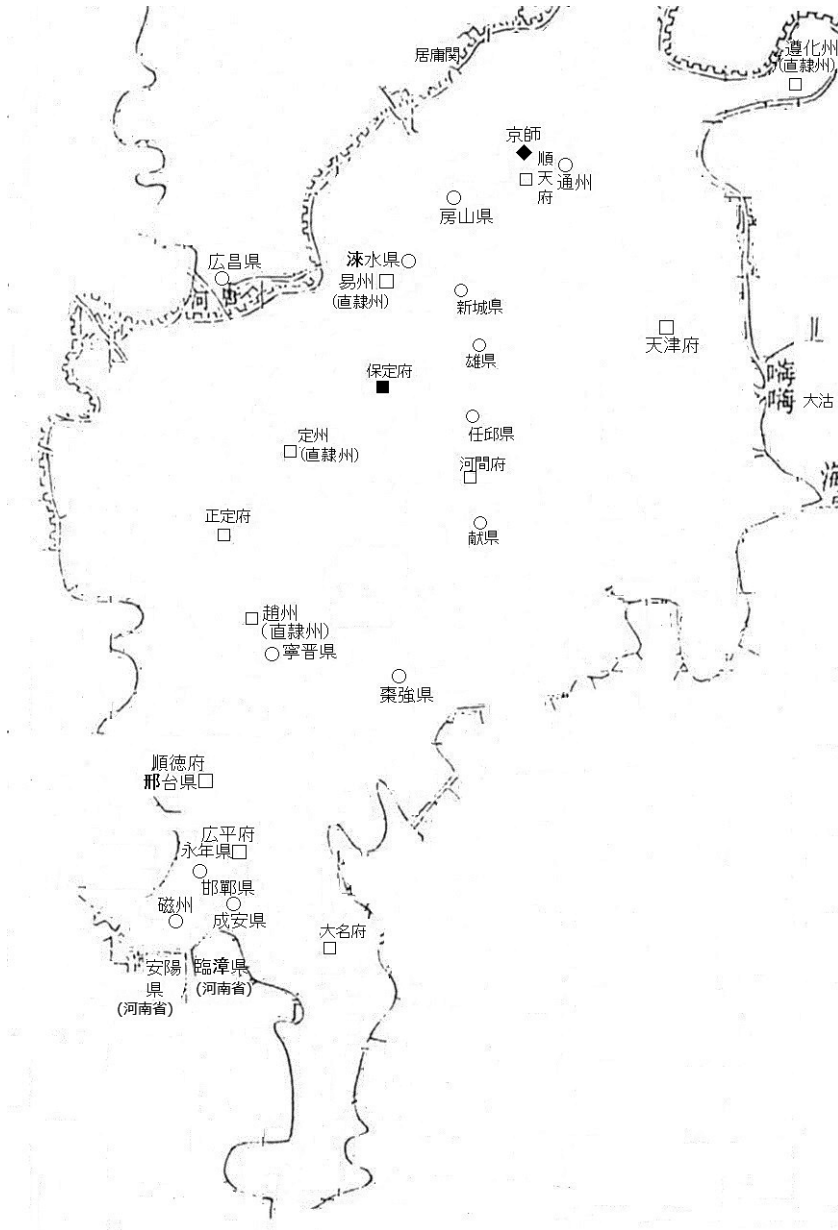 居庸関
遵化州
(直隷州)
京師
順天府
通州
房山県
淶水県
易州
(直隷州)
広昌県
新城県
天津府
雄県
保定府
大沽
任邱県
定州
(直隷州)
河間府
正定府
献県
趙州
(直隷州)
寧晋県
棗強県
順徳府
邢台県
広平府
永年県
邯鄲県
磁州
成安県
大名府
安陽
県
(河南省)
臨漳県
(河南省)